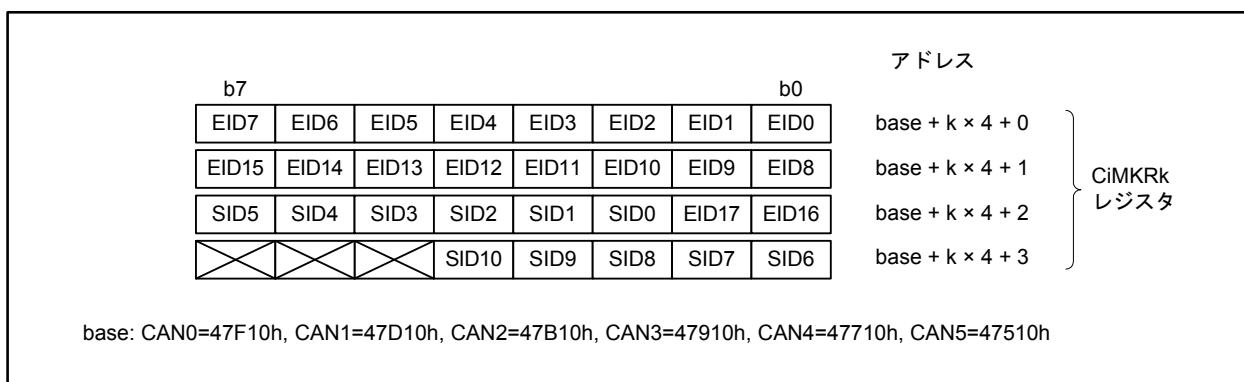 アドレス
b7 b0
EID7 EID6 EID5 EID4 EID3 EID2 EID1 EID0 base + k × 4 + 0
EID15 EID14 EID13 EID12 EID11 EID10 EID9 EID8 base + k × 4 + 1
SID5 SID4 SID3 SID2 SID1 SID0 EID17 EID16 base + k × 4 + 2
SID10 SID9 SID8 SID7 SID6 base + k × 4 + 3
CiMKRk
レジスタ
base: CAN0=47F10h, CAN1=47D10h, CAN2=47B10h, CAN3=47910h, CAN4=47710h, CAN5=47510h